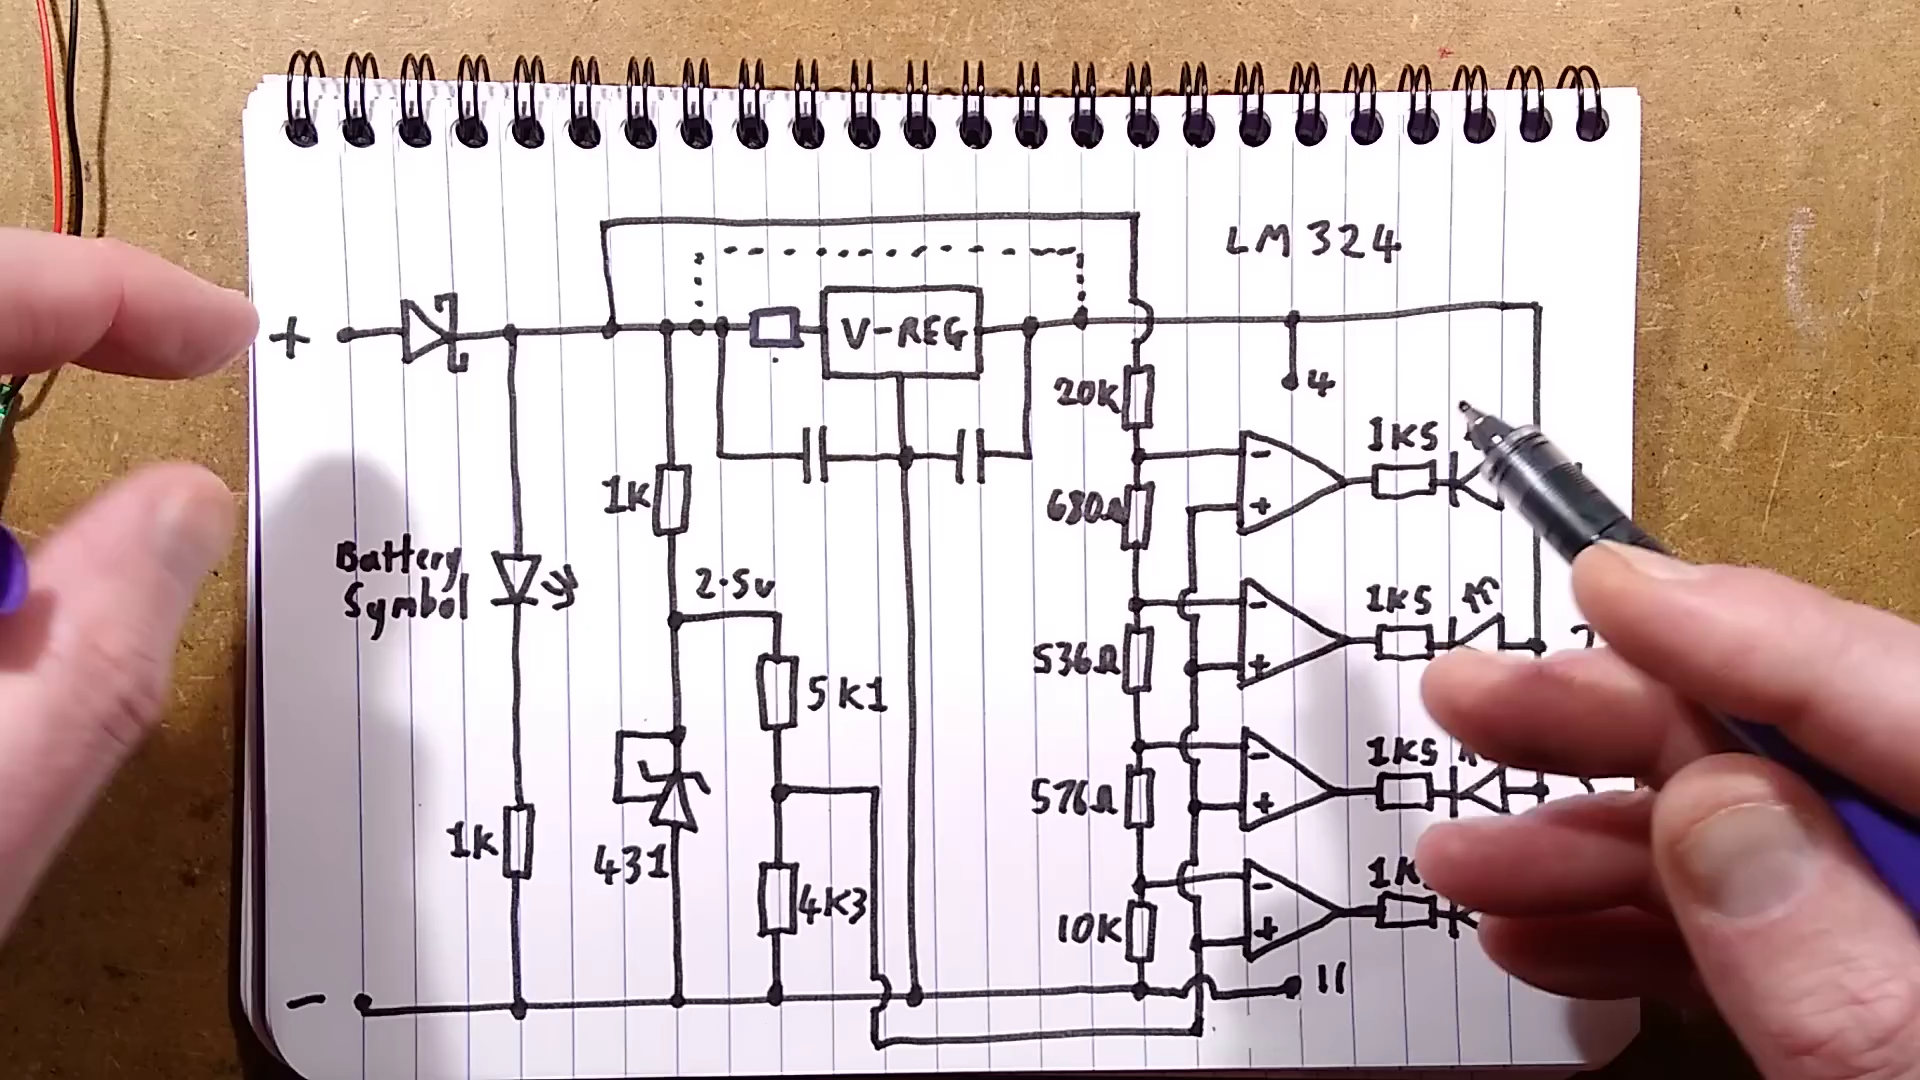 LM324
+
V-REG
20K
4
1K5
-
1K
680Ω
+
Battery
Symbol
2.5v
1K5
-
536Ω
+
5K1
1K5
-
576Ω
+
1K
431
4K3
-
10K
+
11
-